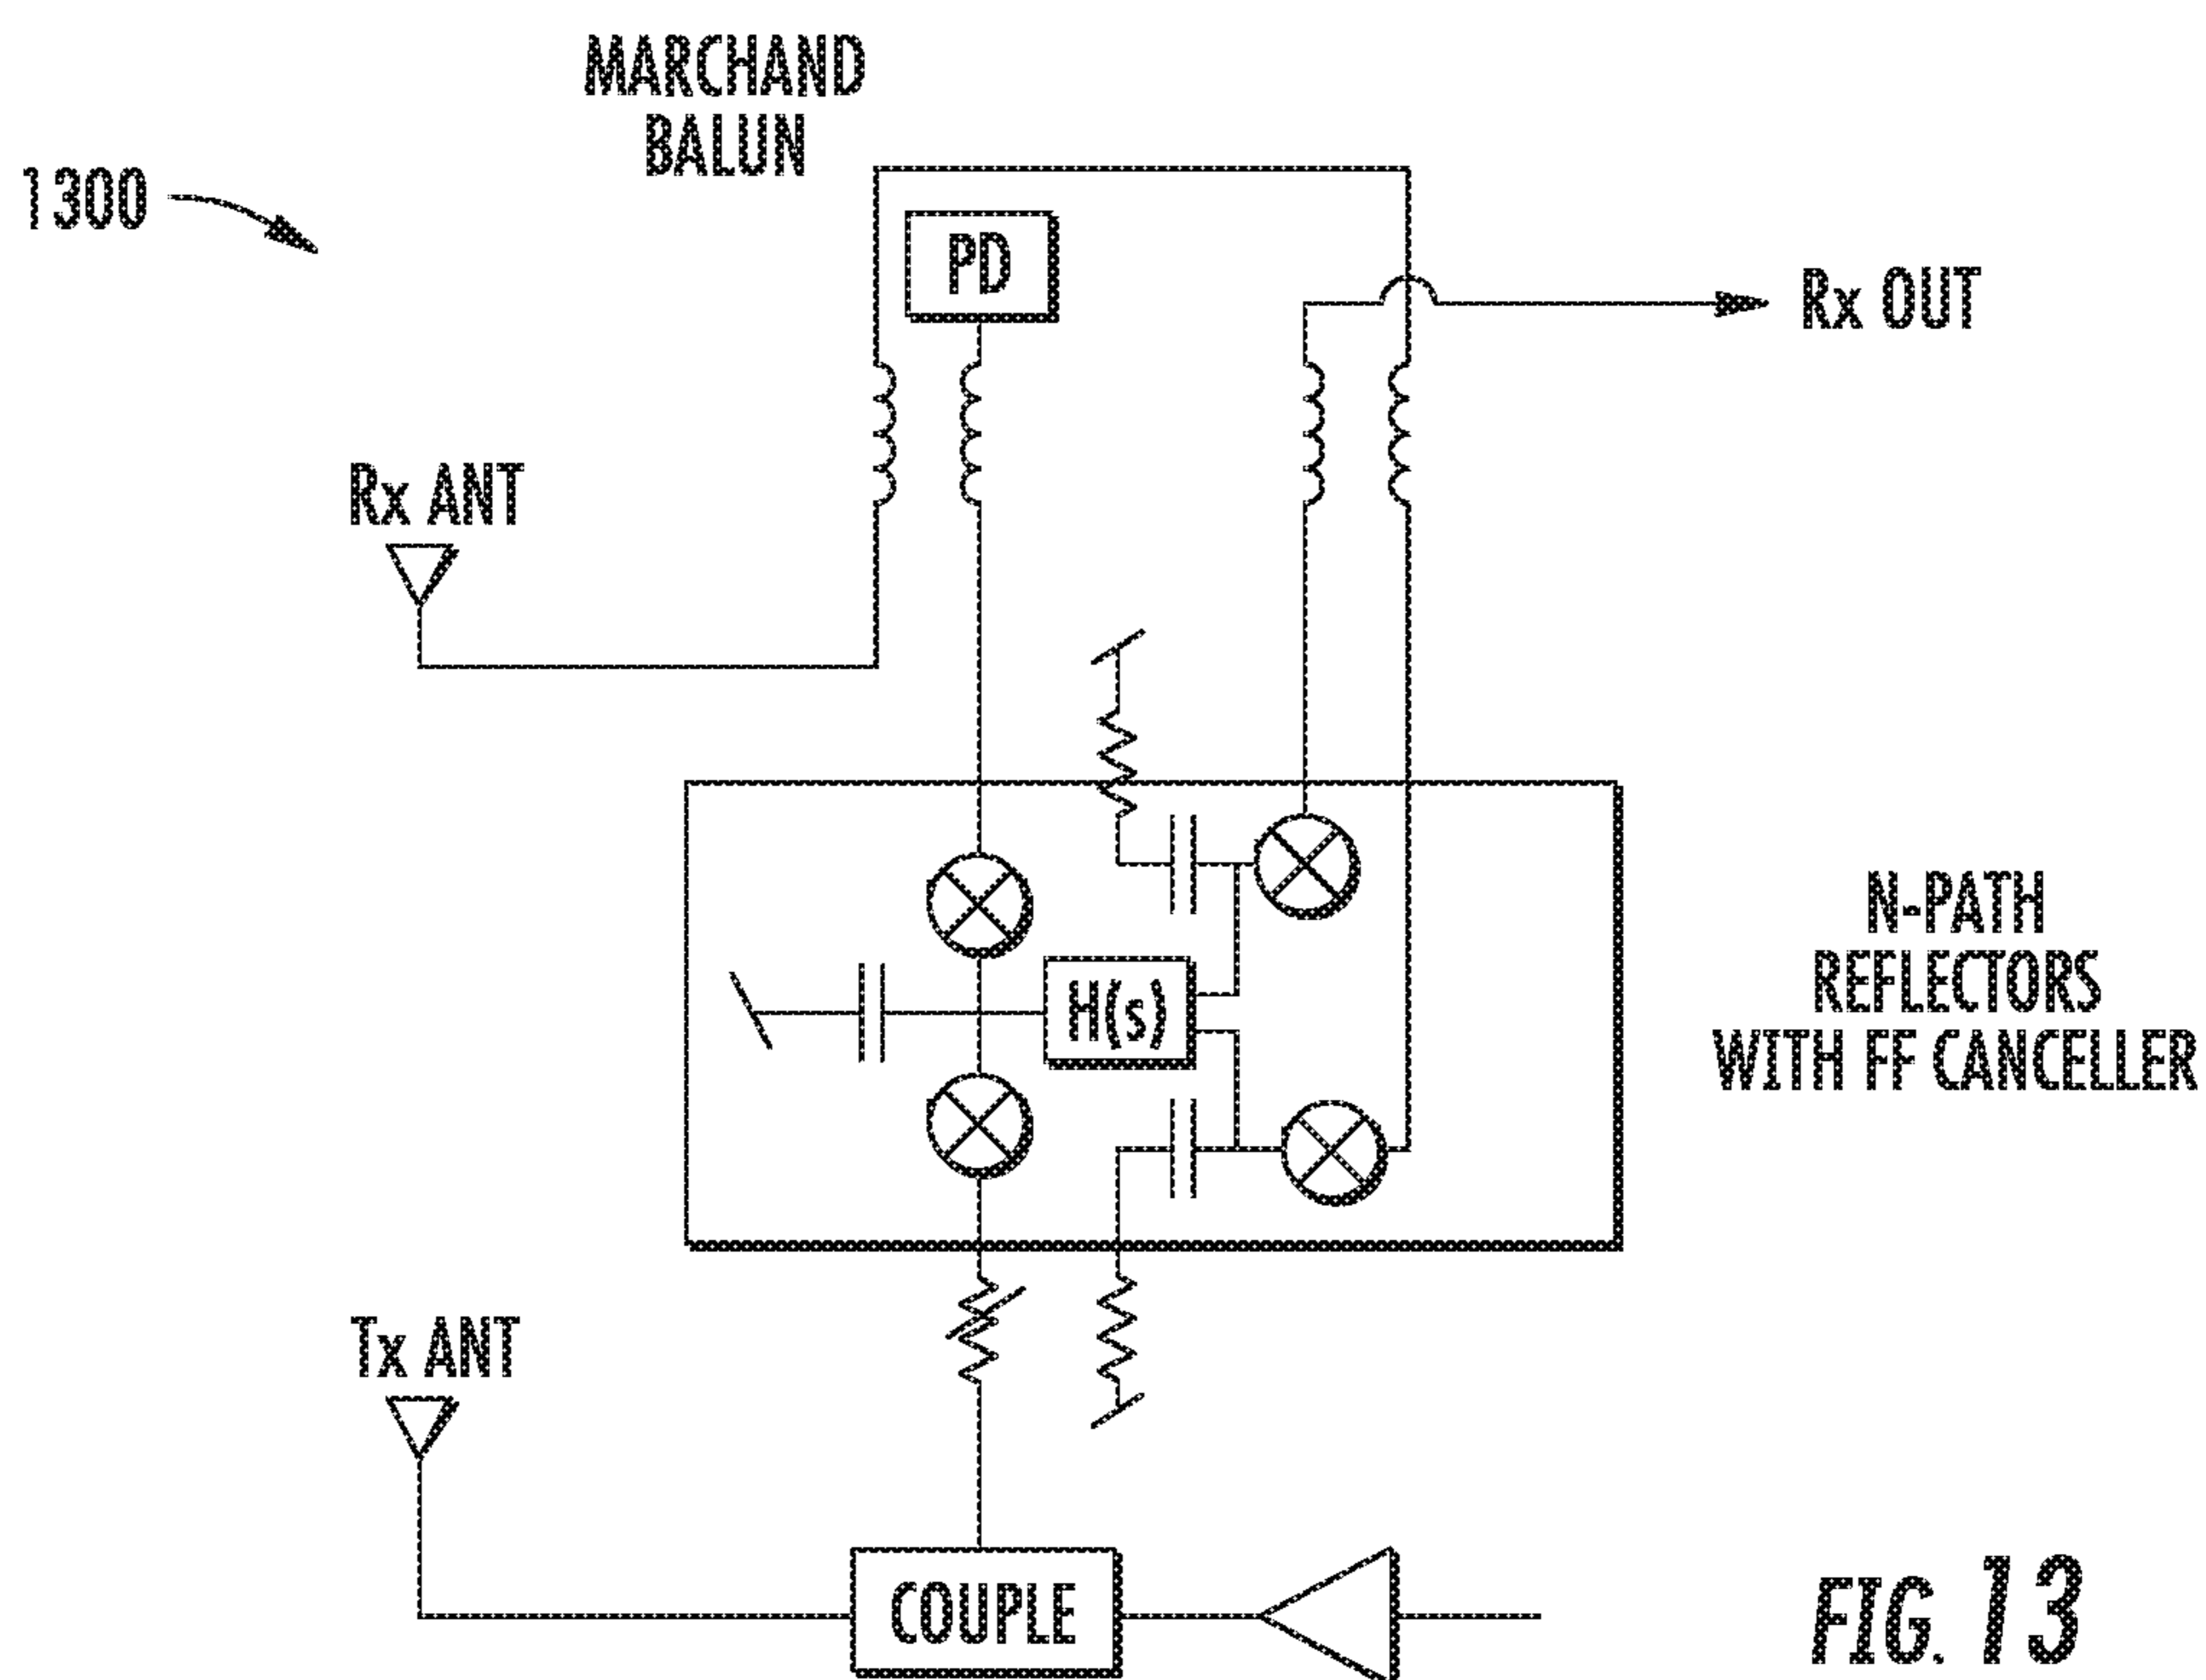 MARCHAND
BALUN
1300
PD
Rx OUT
Rx ANT
N-PATH
REFLECTORS
WITH FF CANCELLER
H(s)
Tx ANT
COUPLE
FIG. 13